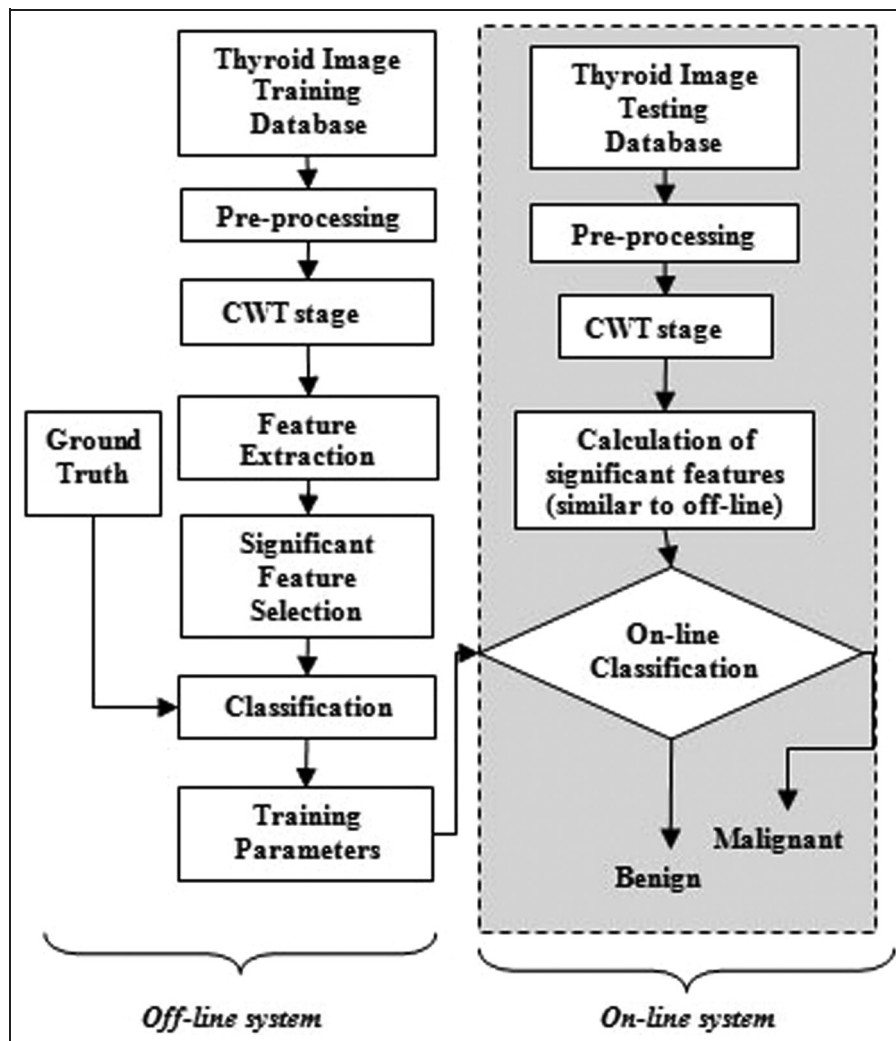 Thyroid Image
Training
Database
Pre-processing
CWT stage
Feature
Extraction
Ground
Truth
Significant
Feature
Selection
Classification
Training
Parameters
Off-line system
Thyroid Image
Testing
Database
Pre-processing
CWT stage
Calculation of
significant features
(similar to off-line)
On-line
Classification
Malignant
Benign
On-line system